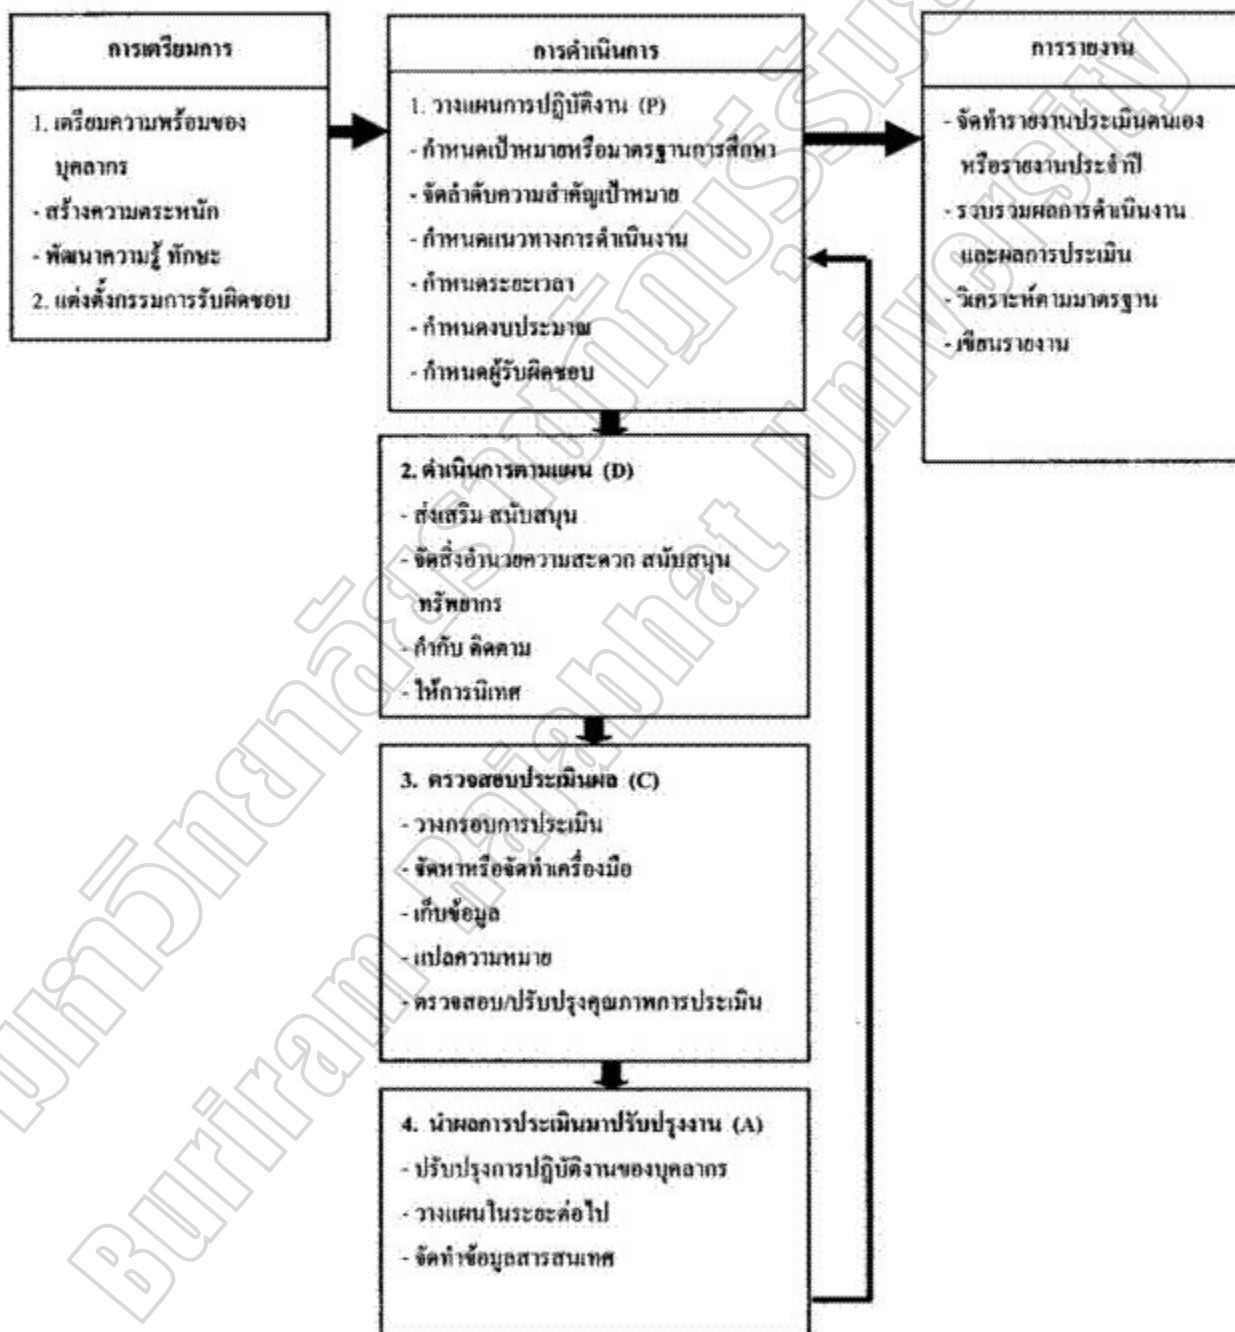 การเตรียมการ
1. เตรียมความพร้อมของ
บุคลากร
- สร้างความตระหนัก
- พัฒนาความรู้ ทักษะ
2. แต่งตั้งกรรมการรับผิดชอบ
การดำเนินการ
1. วางแผนการปฏิบัติงาน (P)
- กำหนดเป้าหมายหรือมาตรฐานการศึกษา
- จัดลำดับความสำคัญเป้าหมาย
- กำหนดแนวทางการดำเนินงาน
- กำหนดระยะเวลา
- กำหนดงบประมาณ
- กำหนดผู้รับผิดชอบ
2. ดำเนินการตามแผน (D)
- ส่งเสริม สนับสนุน
- จัดสิ่งอำนวยความสะดวก สนับสนุน
ทรัพยากร
- กำกับ ติดตาม
- ให้การนิเทศ
3. ตรวจสอบประเมินผล (C)
- วางกรอบการประเมิน
- จัดหาหรือจัดทำเครื่องมือ
- เก็บข้อมูล
- แปลความหมาย
- ตรวจสอบ/ปรับปรุงคุณภาพการประเมิน
4. นำผลการประเมินมาปรับปรุงงาน (A)
- ปรับปรุงการปฏิบัติงานของบุคลากร
- วางแผนในระยะต่อไป
- จัดทำข้อมูลสารสนเทศ
การรายงาน
- จัดทำรายงานประเมินตนเอง
หรือรายงานประจำปี
- รวบรวมผลการดำเนินงาน
และผลการประเมิน
- วิเคราะห์ตามมาตรฐาน
- เขียนรายงาน
มหาวิทยาลัยราชภัฏบุรีรัมย์
Buriram Rajabhat University